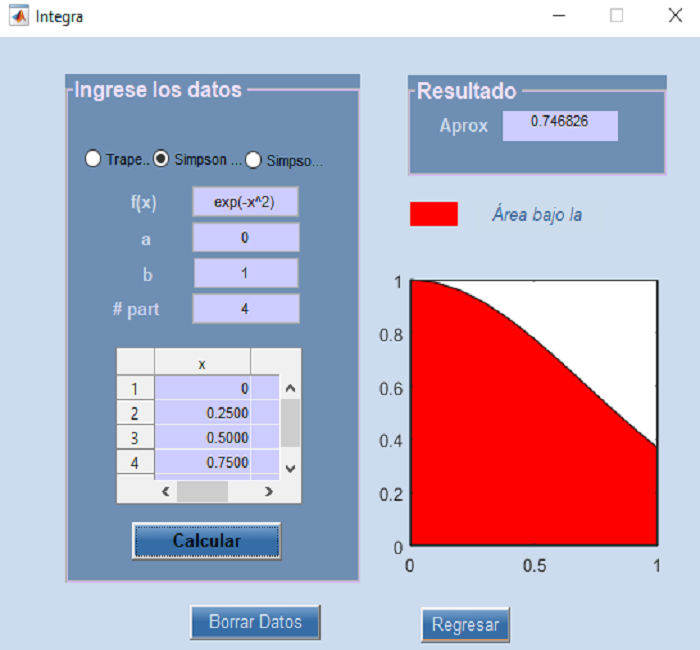 Integra
Ingrese los datos
Trape.. Simpson ... Simpso...
f(x) exp(-x^2)
a 0
b 1
# part 4
x
1 0
2 0.2500
3 0.5000
4 0.7500
Calcular
Borrar Datos
Resultado
Aprox 0.746826
Área bajo la
1
0.8
0.6
0.4
0.2
0
0 0.5 1
Regresar